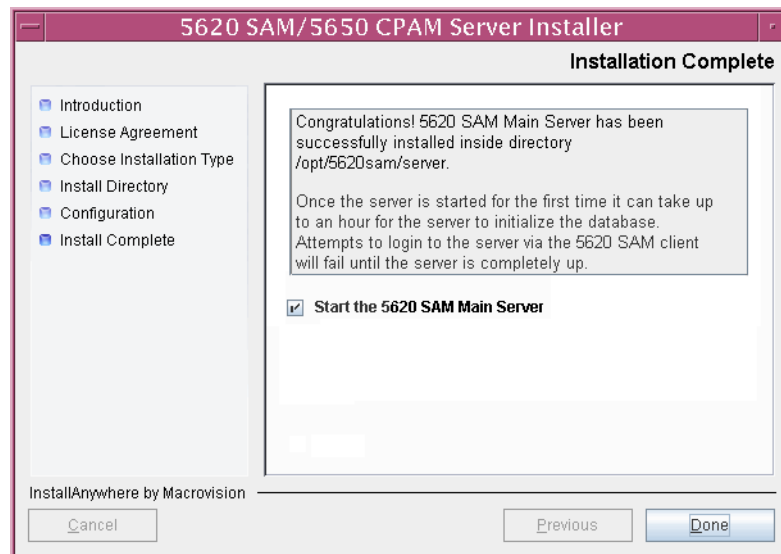 5620 SAM/5650 CPAM Server Installer
Installation Complete
Introduction
License Agreement
Choose Installation Type
Install Directory
Configuration
Install Complete
Congratulations! 5620 SAM Main Server has been
successfully installed inside directory
/opt/5620sam/server.
Once the server is started for the first time it can take up
to an hour for the server to initialize the database.
Attempts to login to the server via the 5620 SAM client
will fail until the server is completely up.
Start the 5620 SAM Main Server
InstallAnywhere by Macrovision
Cancel
Previous
Done